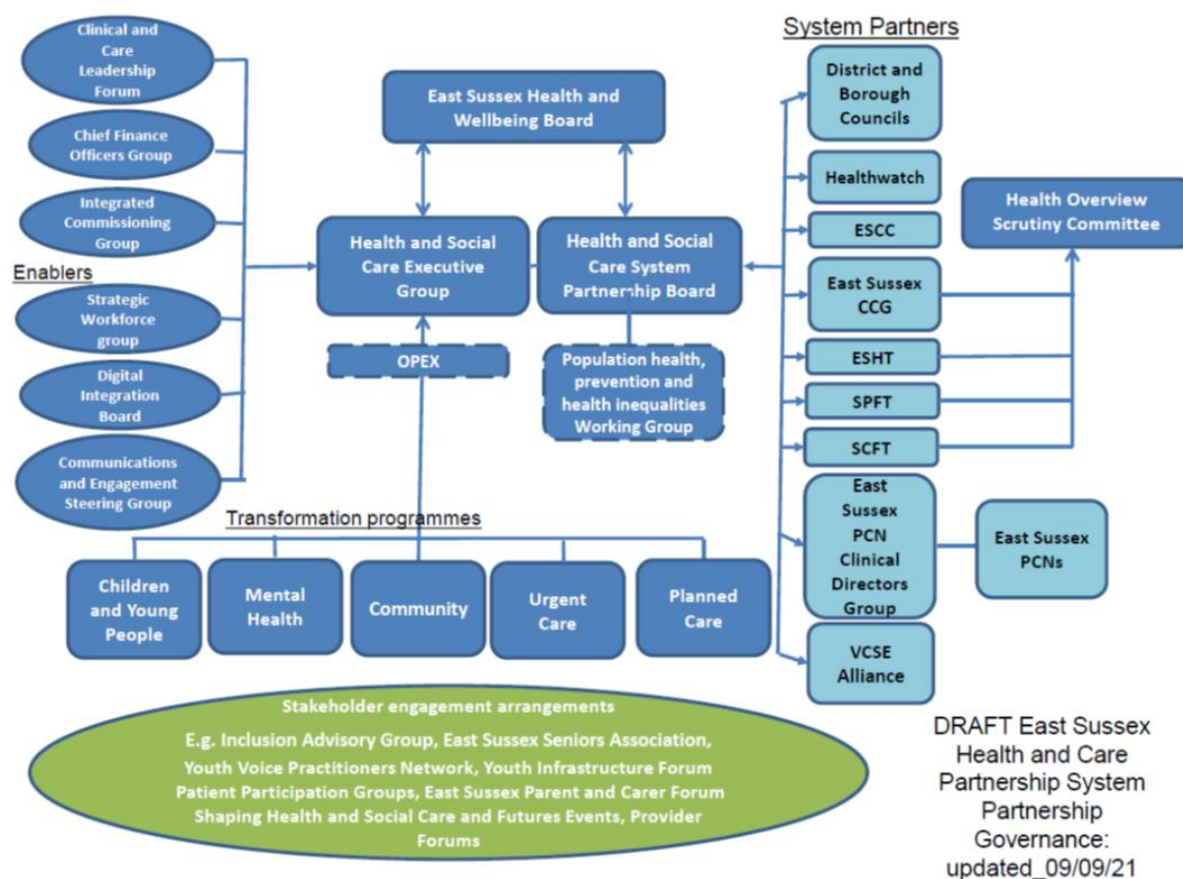 Clinical and
Care
Leadership
Forum
Chief Finance
Officers Group
Integrated
Commissioning
Group
Enablers
Strategic
Workforce
group
Digital
Integration
Board
Communications
and Engagement
Steering Group
East Sussex Health and
Wellbeing Board
Health and Social
Care Executive
Group
Health and Social
Care System
Partnership Board
OPEX
Population health,
prevention and
health inequalities
Working Group
Transformation programmes
Children
and Young
People
Mental
Health
Community
Urgent
Care
Planned
Care
System Partners
District and
Borough
Councils
Healthwatch
ESCC
East Sussex
CCG
ESHT
SPFT
SCFT
East
Sussex
PCN
Clinical
Directors
Group
VCSE
Alliance
Health Overview
Scrutiny Committee
East Sussex
PCNs
Stakeholder engagement arrangements
E.g. Inclusion Advisory Group, East Sussex Seniors Association,
Youth Voice Practitioners Network, Youth Infrastructure Forum
Patient Participation Groups, East Sussex Parent and Carer Forum
Shaping Health and Social Care and Futures Events, Provider
Forums
DRAFT East Sussex
Health and Care
Partnership System
Partnership
Governance:
updated_09/09/21